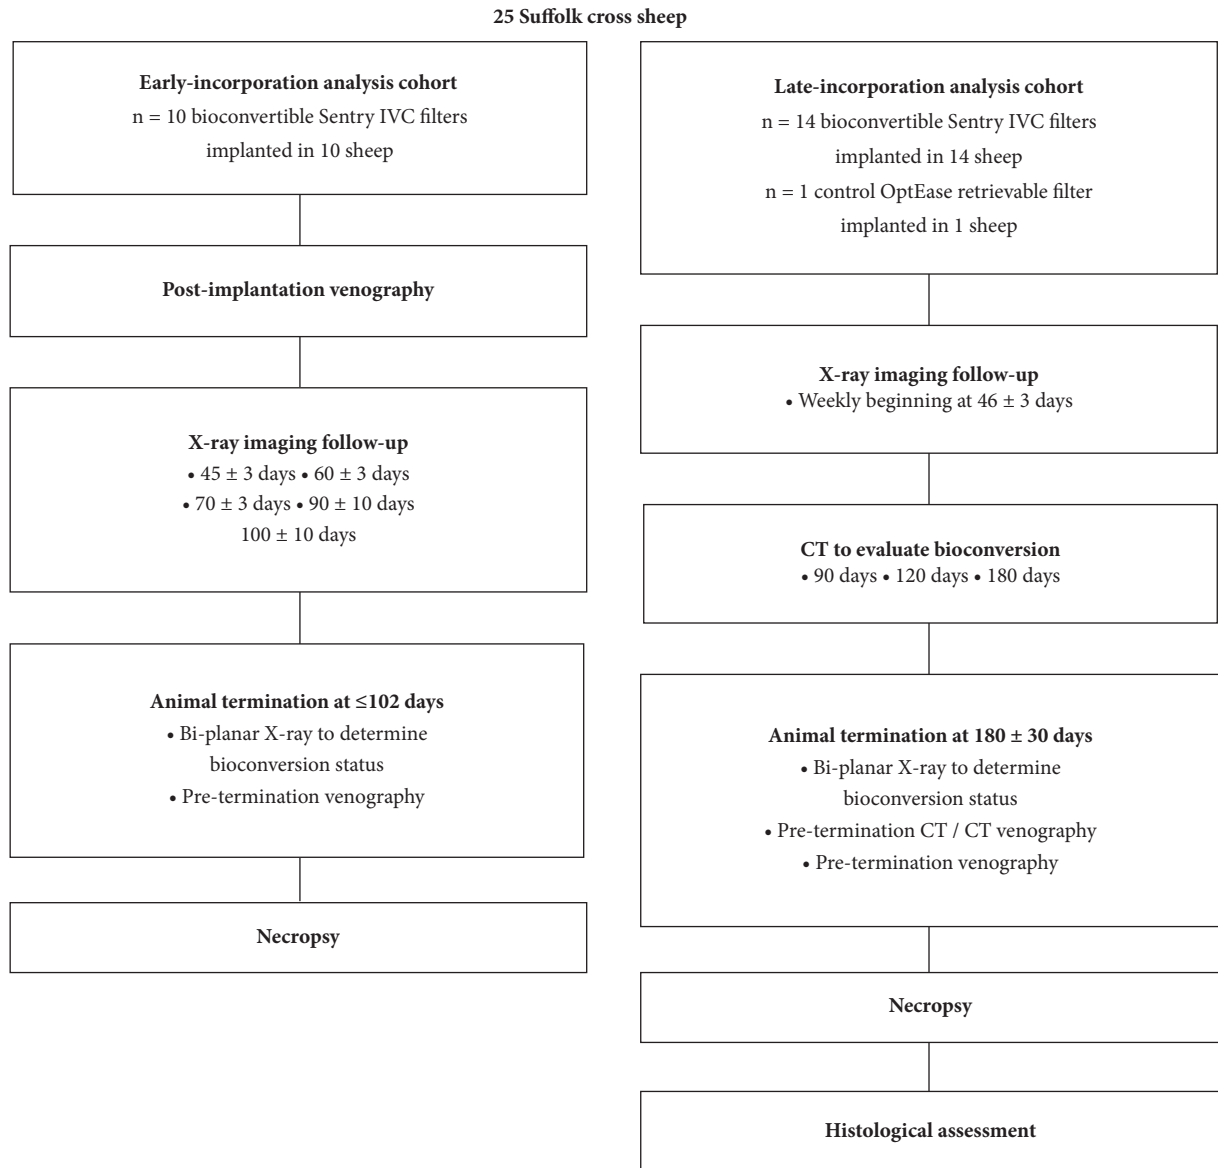 25 Suffolk cross sheep
Early-incorporation analysis cohort
n = 10 bioconvertible Sentry IVC filters
implanted in 10 sheep
Post-implantation venography
X-ray imaging follow-up
• 45 ± 3 days • 60 ± 3 days
• 70 ± 3 days • 90 ± 10 days
100 ± 10 days
Animal termination at ≤102 days
• Bi-planar X-ray to determine
bioconversion status
• Pre-termination venography
Necropsy
Late-incorporation analysis cohort
n = 14 bioconvertible Sentry IVC filters
implanted in 14 sheep
n = 1 control OptEase retrievable filter
implanted in 1 sheep
X-ray imaging follow-up
• Weekly beginning at 46 ± 3 days
CT to evaluate bioconversion
• 90 days • 120 days • 180 days
Animal termination at 180 ± 30 days
• Bi-planar X-ray to determine
bioconversion status
• Pre-termination CT / CT venography
• Pre-termination venography
Necropsy
Histological assessment